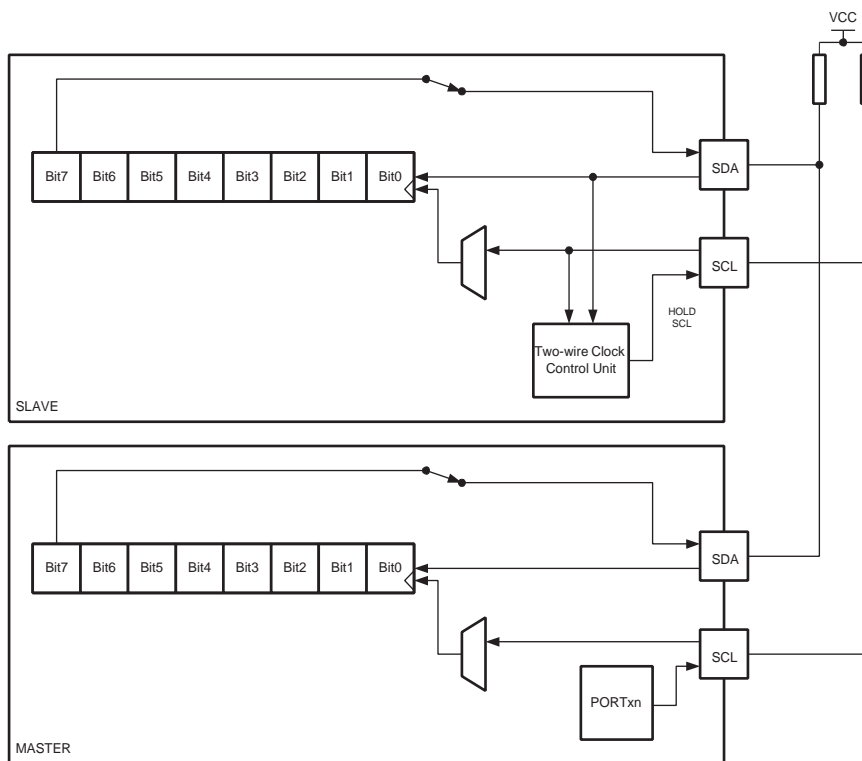 VCC
Bit7 Bit6 Bit5 Bit4 Bit3 Bit2 Bit1 Bit0
SDA
SCL
HOLD
SCL
Two-wire Clock
Control Unit
SLAVE
Bit7 Bit6 Bit5 Bit4 Bit3 Bit2 Bit1 Bit0
SDA
SCL
PORTxn
MASTER